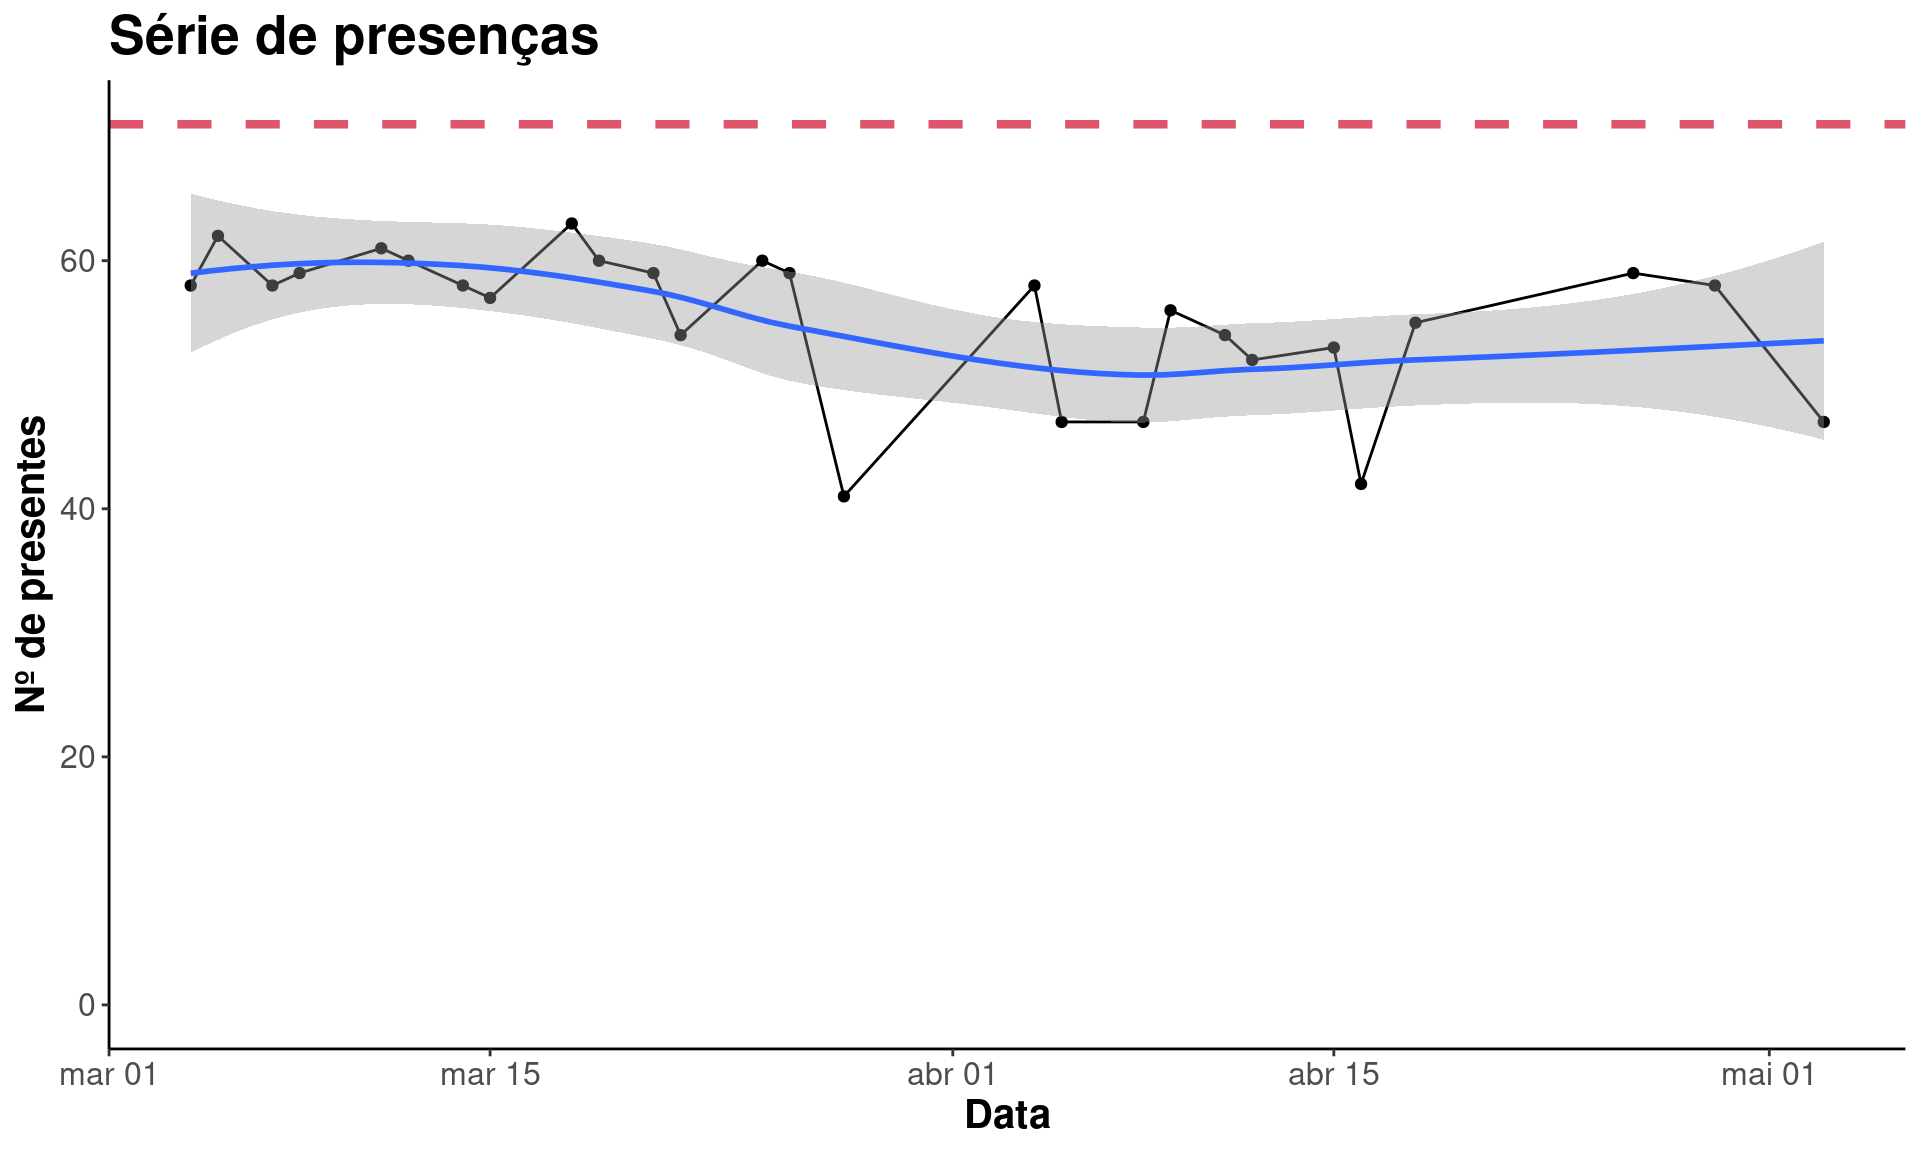 Série de presenças
Nº de presentes
60
40
20
0
mar 01
mar 15
abr 01
abr 15
mai 01
Data